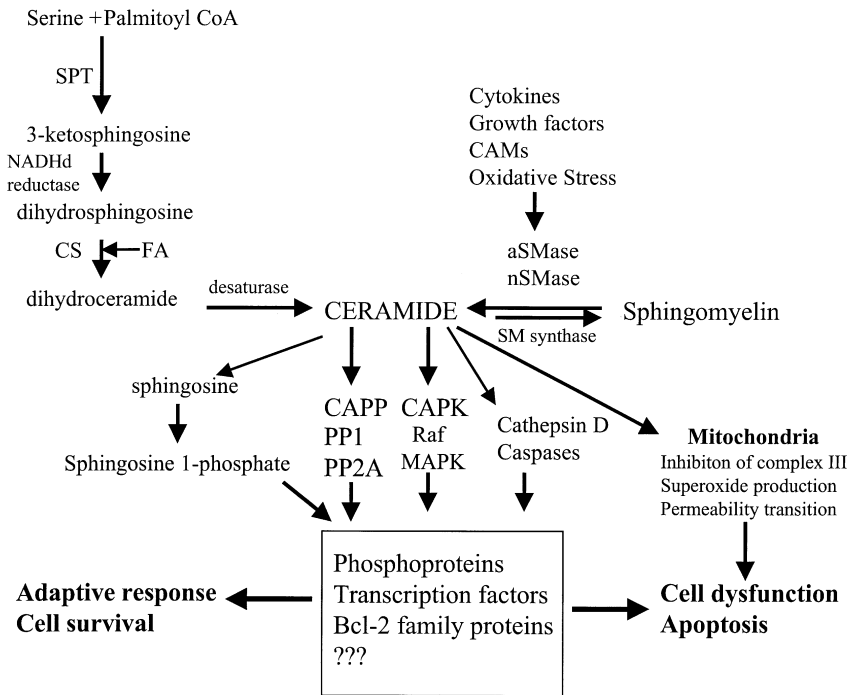 Serine +Palmitoyl CoA
SPT
3-ketosphingosine
NADHd
reductase
dihydrosphingosine
CS
FA
dihydroceramide
desaturase
Cytokines
Growth factors
CAMs
Oxidative Stress
aSMase
nSMase
CERAMIDE
Sphingomyelin
SM synthase
sphingosine
Sphingosine 1-phosphate
CAPP
PP1
PP2A
CAPK
Raf
MAPK
Cathepsin D
Caspases
Mitochondria
Inhibiton of complex III
Superoxide production
Permeability transition
Phosphoproteins
Transcription factors
Bcl-2 family proteins
???
Adaptive response
Cell survival
Cell dysfunction
Apoptosis